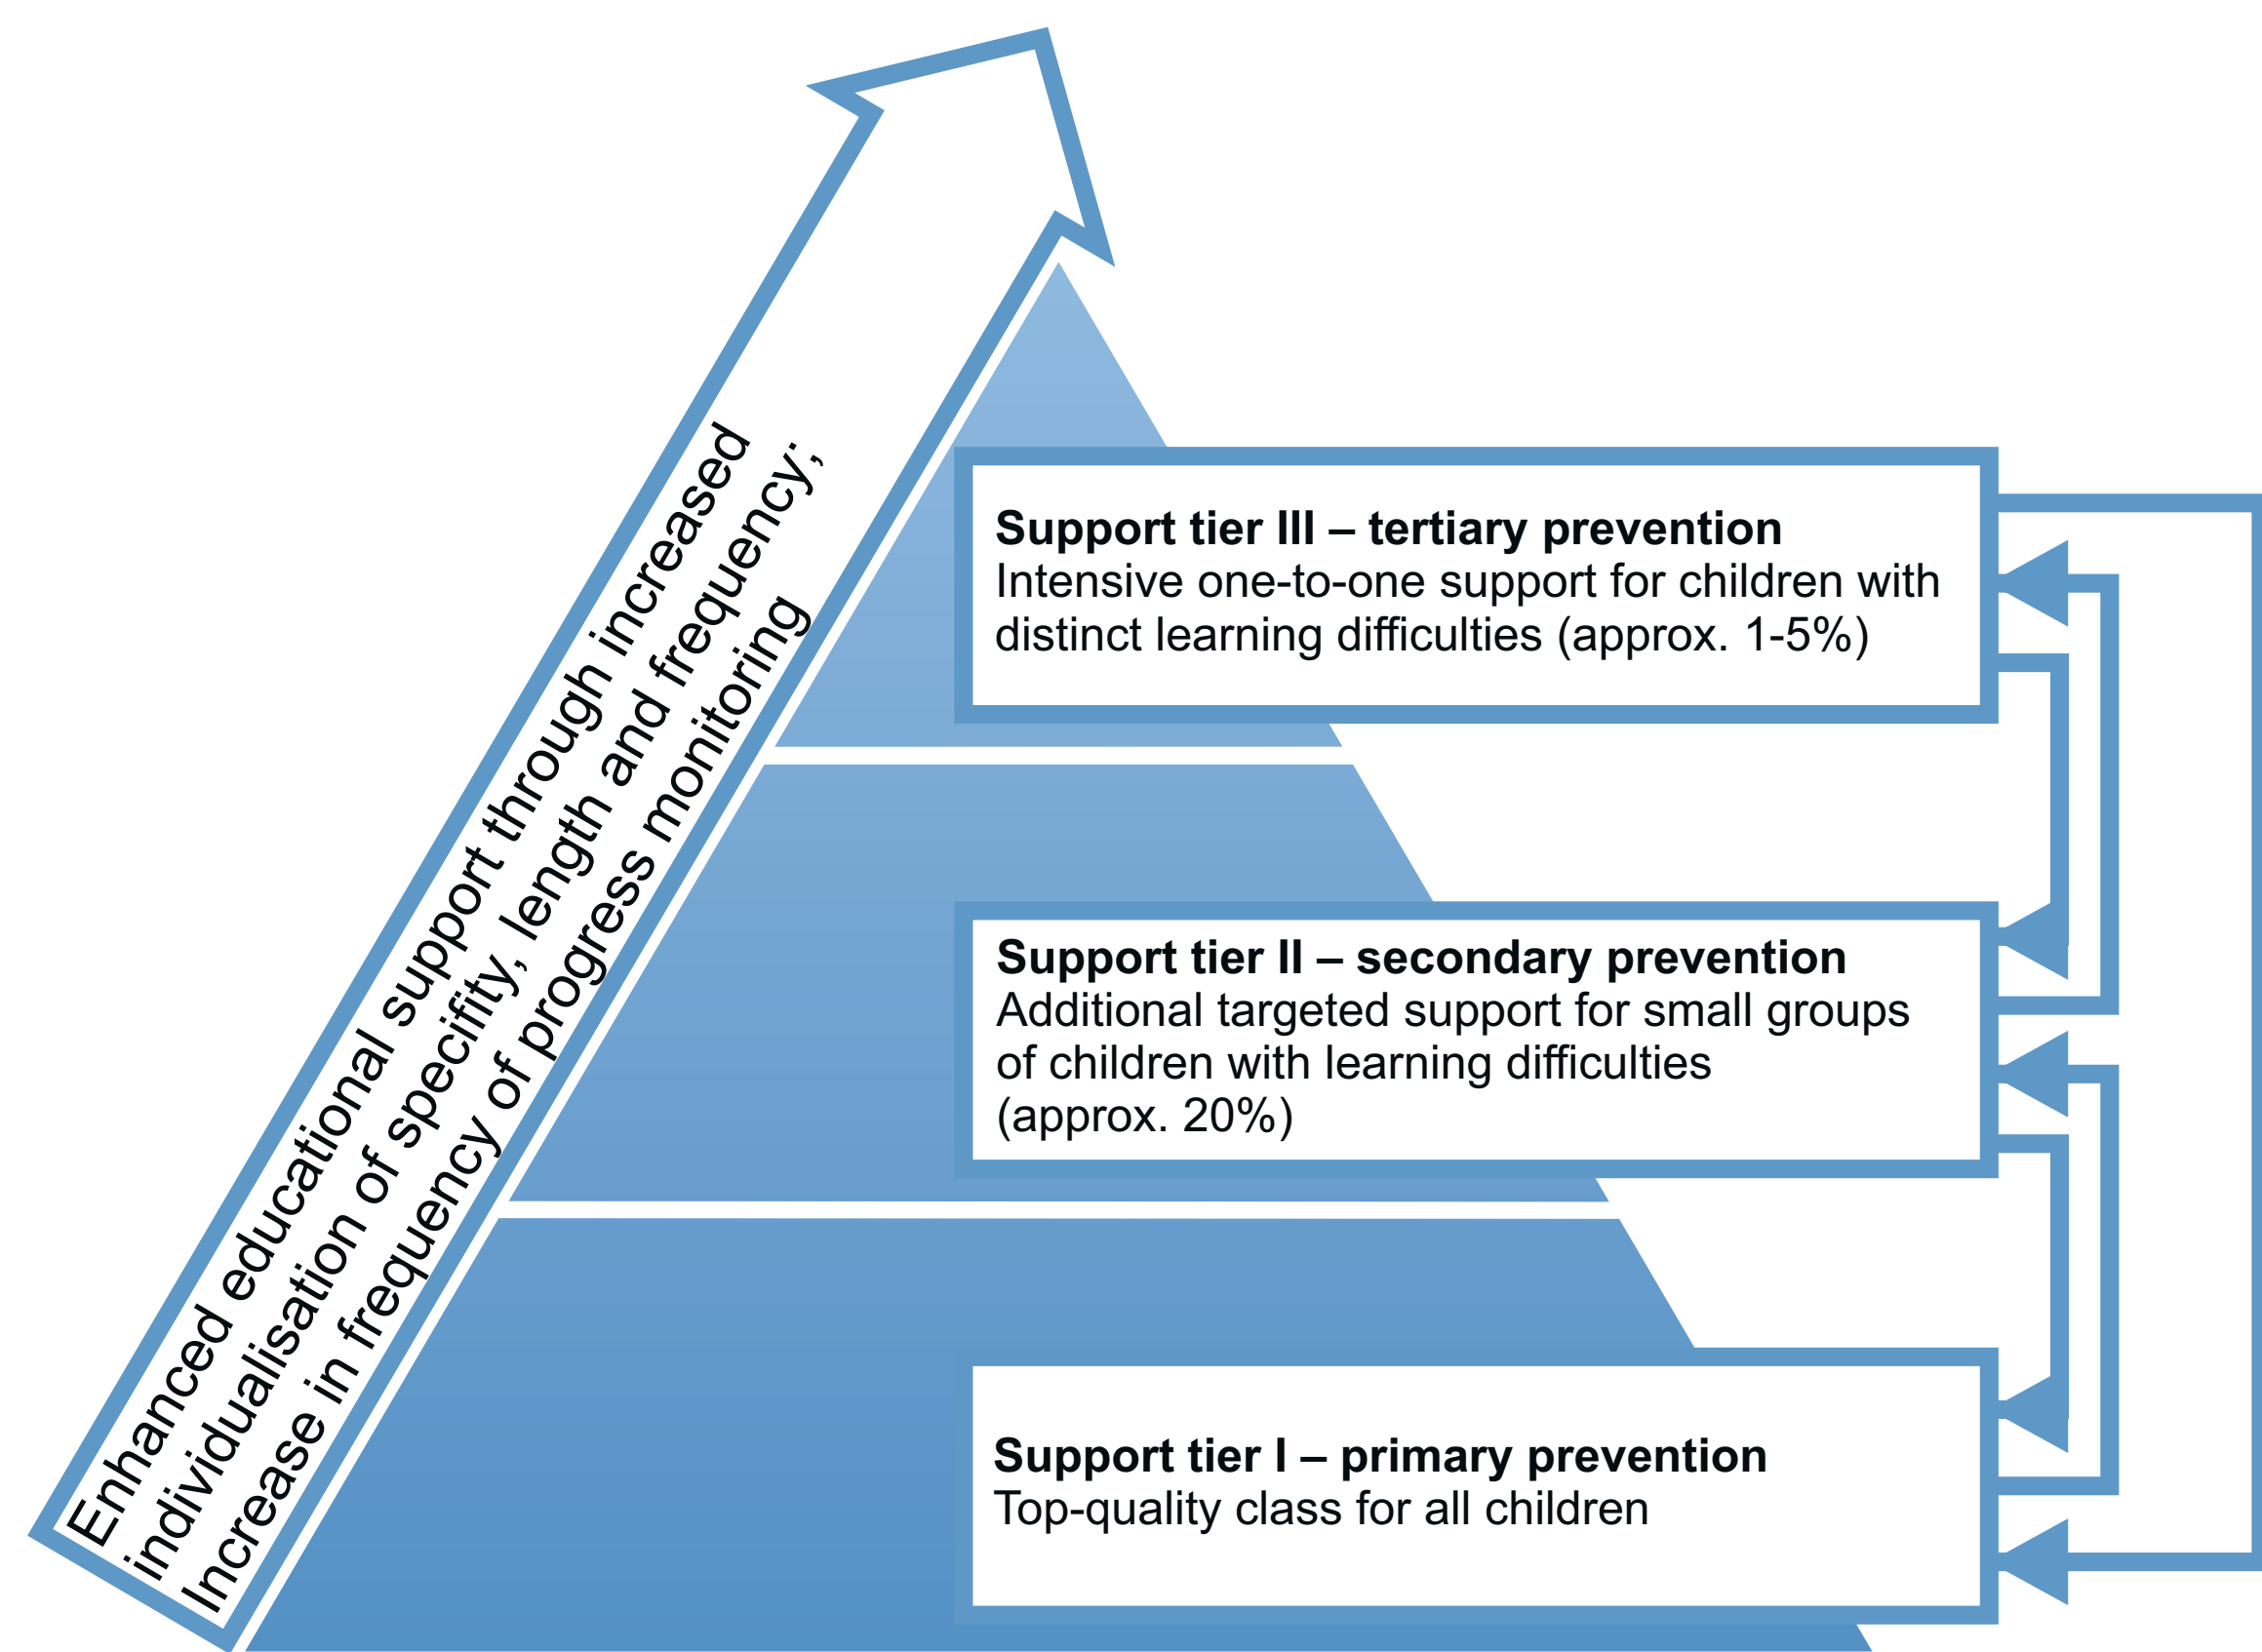 Enhanced educational support through increased
individualisation of specifity, length and frequency;
Increase in frequency of progress monitoring
Support tier III – tertiary prevention
Intensive one-to-one support for children with
distinct learning difficulties (approx. 1-5%)
Support tier II – secondary prevention
Additional targeted support for small groups
of children with learning difficulties
(approx. 20%)
Support tier I – primary prevention
Top-quality class for all children